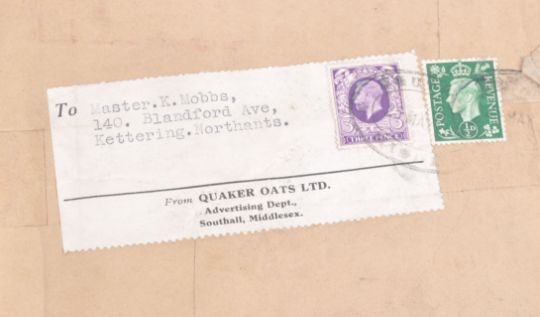 To Master.K.Mobbs,
140. Blandford Ave,
Kettering.Northants.
From QUAKER OATS LTD.
Advertising Dept.,
Southall, Middlesex.
THREE PENCE
POSTAGE REVENUE